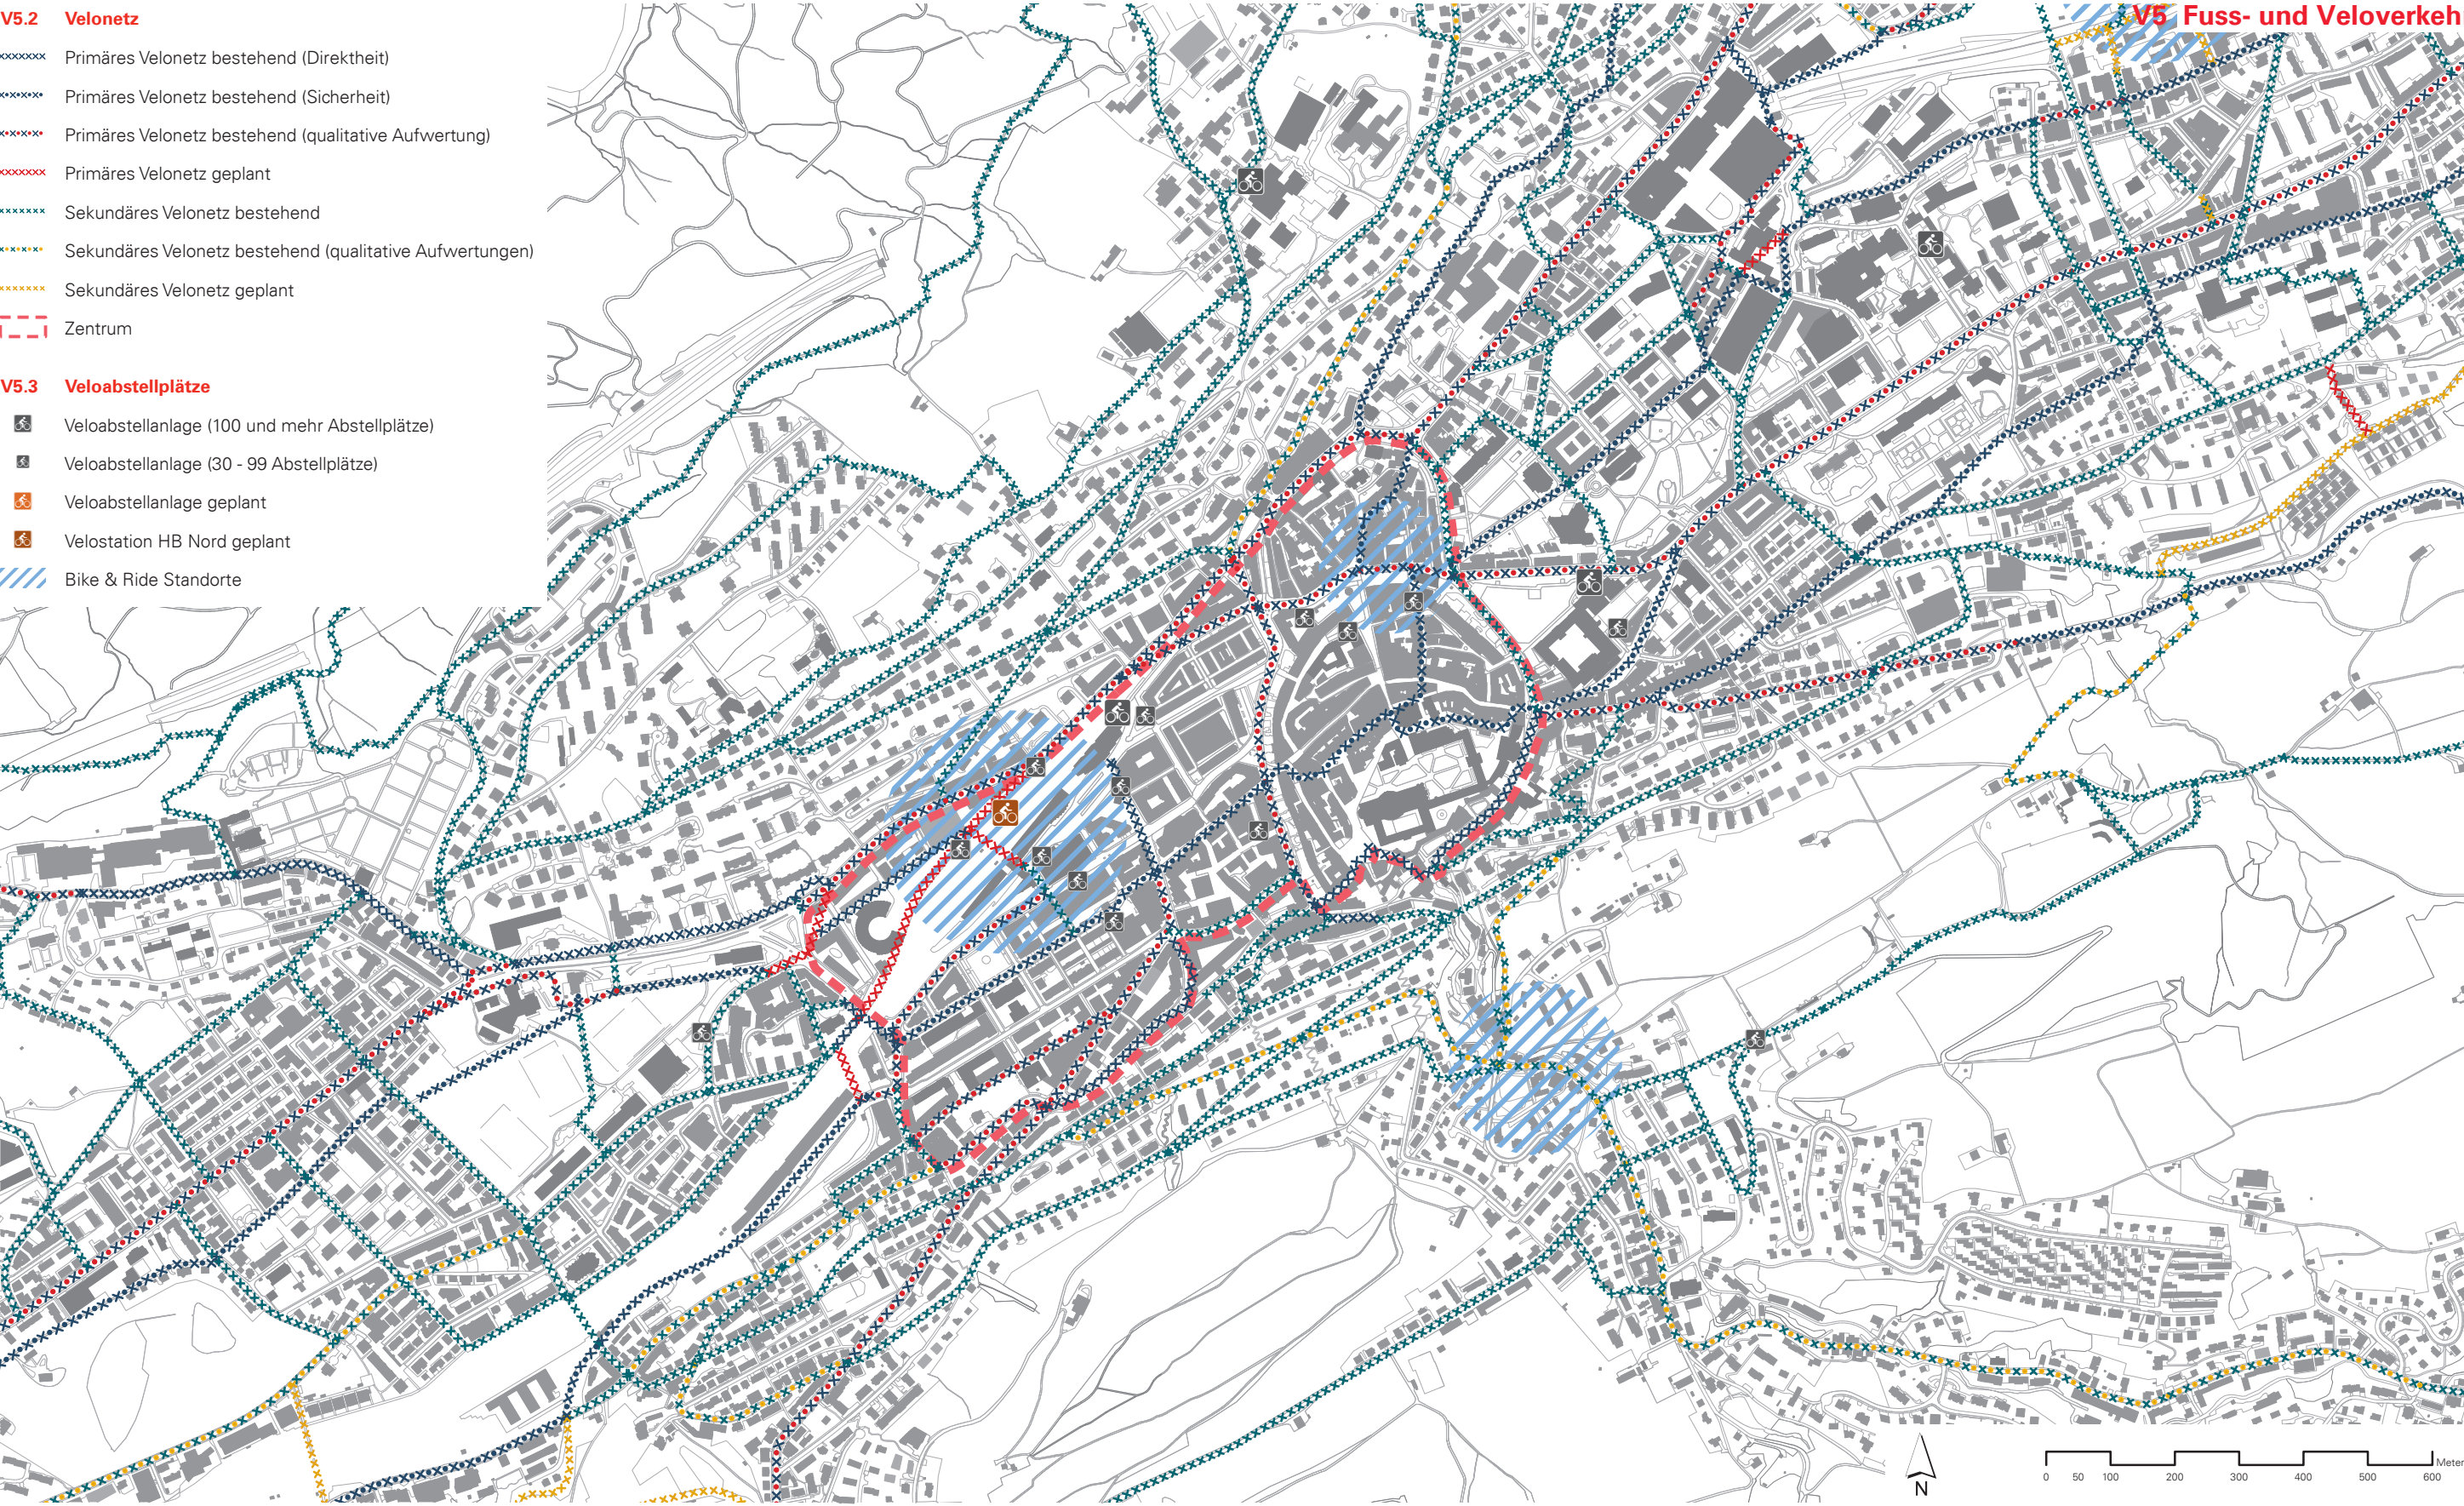 V5 Fuss- und Veloverkeh
V5.2 Velonetz
Primäres Velonetz bestehend (Direktheit)
Primäres Velonetz bestehend (Sicherheit)
Primäres Velonetz bestehend (qualitative Aufwertung)
Primäres Velonetz geplant
Sekundäres Velonetz bestehend
Sekundäres Velonetz bestehend (qualitative Aufwertungen)
Sekundäres Velonetz geplant
Zentrum
V5.3 Veloabstellplätze
Veloabstellanlage (100 und mehr Abstellplätze)
Veloabstellanlage (30 - 99 Abstellplätze)
Veloabstellanlage geplant
Velostation HB Nord geplant
Bike & Ride Standorte
N
Meter
0 50 100 200 300 400 500 600